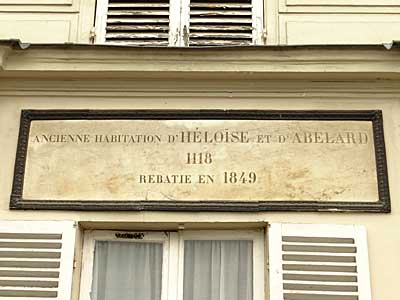 ANCIENNE HABITATION D'HÉLOÏSE ET D'ABELARD
1118
REBATIE EN 1849.